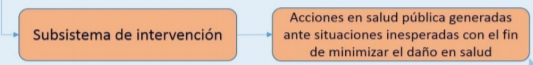 Subsistema de intervención
Acciones en salud pública generadas
ante situaciones inesperadas con el fin
de minimizar el daño en salud